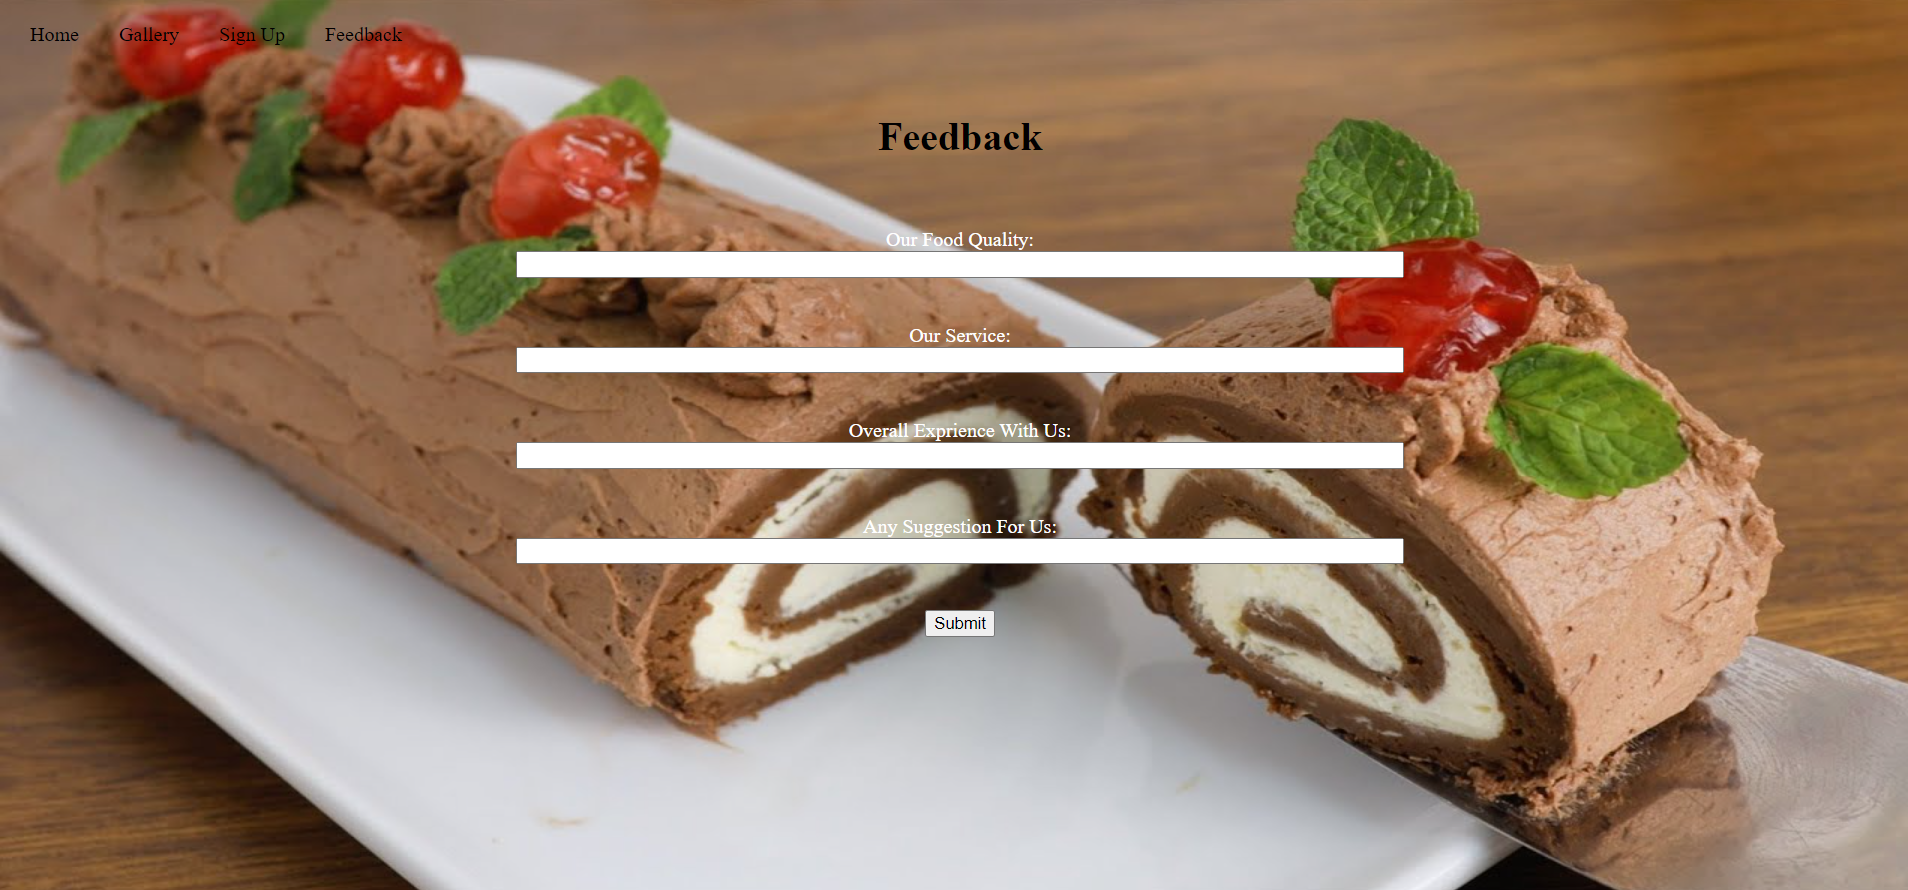 Home Gallery Sign Up Feedback
Feedback
Our Food Quality:
Our Service:
Overall Exprience With Us:
Any Suggestion For Us:
Submit